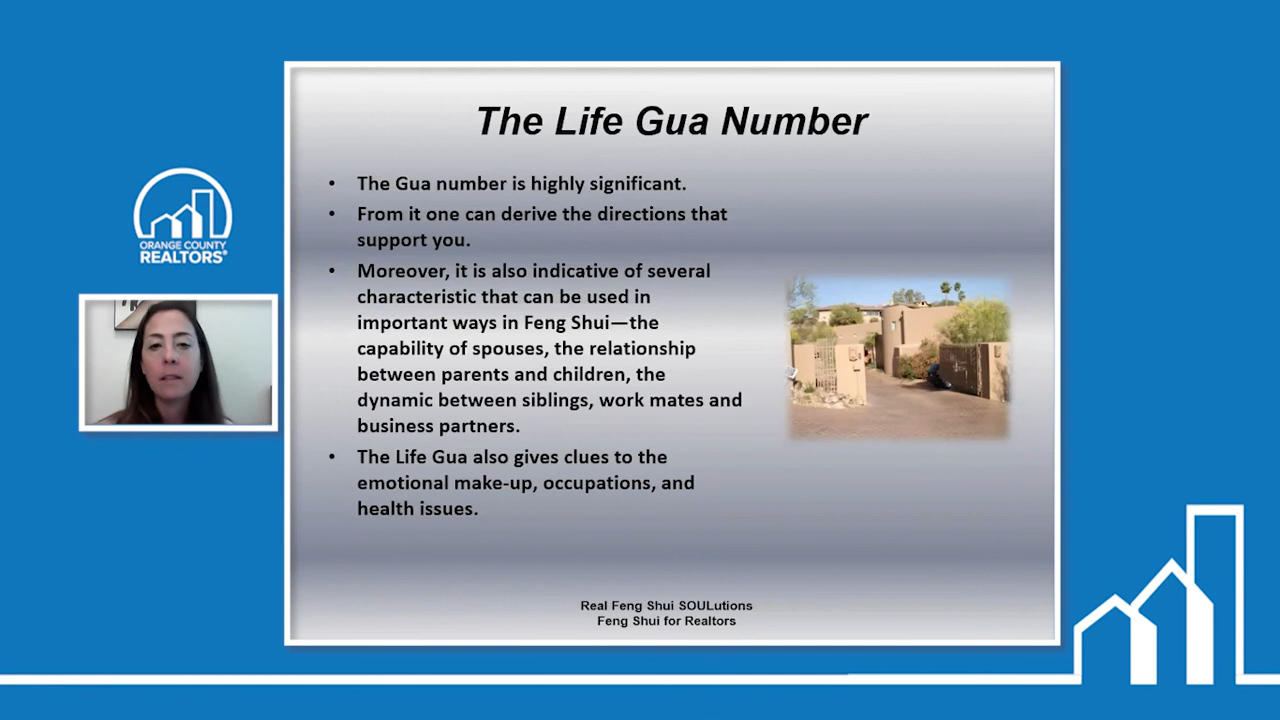 The Life Gua Number
• The Gua number is highly significant.
• From it one can derive the directions that
support you.
• Moreover, it is also indicative of several
characteristic that can be used in
important ways in Feng Shui—the
capability of spouses, the relationship
between parents and children, the
dynamic between siblings, work mates and
business partners.
• The Life Gua also gives clues to the
emotional make-up, occupations, and
health issues.
Real Feng Shui SOULutions
Feng Shui for Realtors
ORANGE COUNTY
REALTORS®